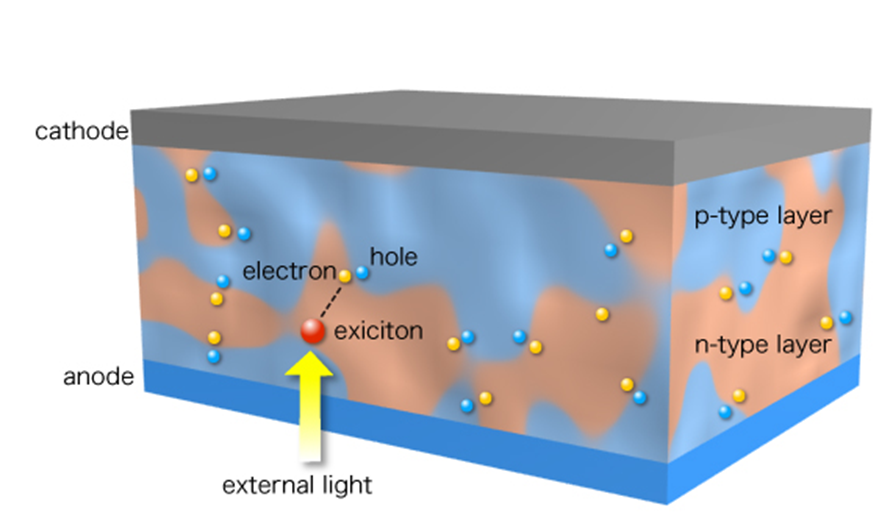 cathode
p-type layer
hole
electron
exiciton
n-type layer
anode
external light